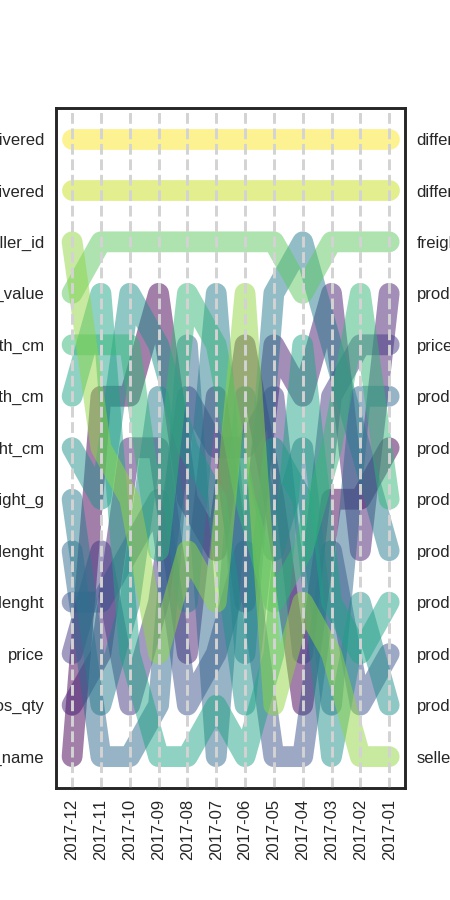 ivered differ
ivered differ
ller_id freigh
_value prod
th_cm price
th_cm prod
ht_cm prod
ight_g prod
lenght prod
lenght prod
price prod
os_qty prod
_name selle
2017-12 2017-11 2017-10 2017-09 2017-08 2017-07 2017-06 2017-05 2017-04 2017-03 2017-02 2017-01